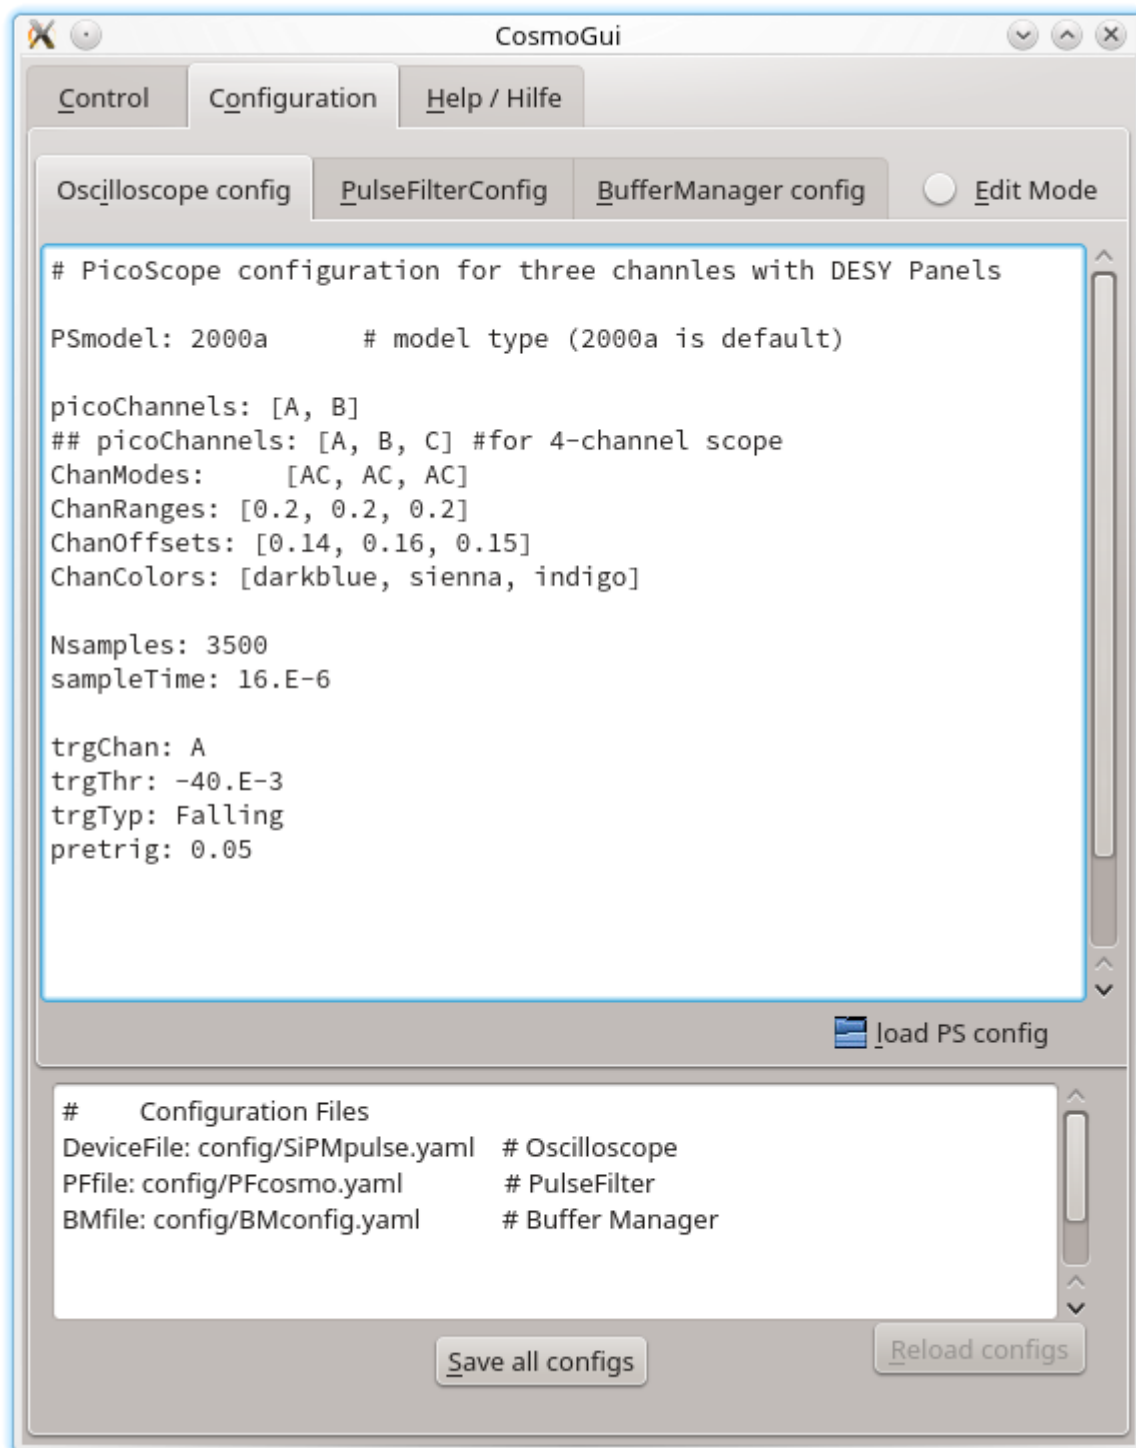 CosmoGui
Control Configuration Help / Hilfe
Oscilloscope config PulseFilterConfig BufferManager config Edit Mode
# PicoScope configuration for three channles with DESY Panels
PSmodel: 2000a      # model type (2000a is default)
picoChannels: [A, B]
## picoChannels: [A, B, C] #for 4-channel scope
ChanModes:     [AC, AC, AC]
ChanRanges: [0.2, 0.2, 0.2]
ChanOffsets: [0.14, 0.16, 0.15]
ChanColors: [darkblue, sienna, indigo]
Nsamples: 3500
sampleTime: 16.E-6
trgChan: A
trgThr: -40.E-3
trgTyp: Falling
pretrig: 0.05
load PS config
#        Configuration Files
DeviceFile: config/SiPMpulse.yaml    # Oscilloscope
PFfile: config/PFcosmo.yaml    # PulseFilter
BMfile: config/BMconfig.yaml    # Buffer Manager
Save all configs Reload configs